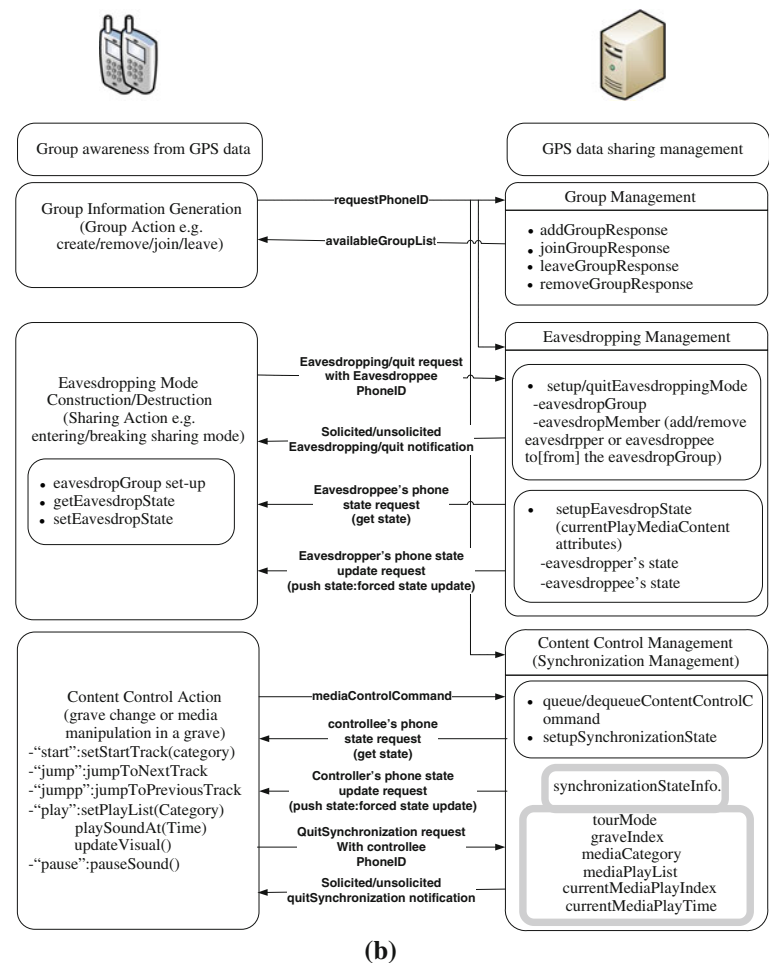 Group awareness from GPS data
GPS data sharing management
Group Information Generation
(Group Action e.g.
create/remove/join/leave)
requestPhoneID
availableGroupList
Group Management
• addGroupResponse
• joinGroupResponse
• leaveGroupResponse
• removeGroupResponse
Eavesdropping Mode
Construction/Destruction
(Sharing Action e.g.
entering/breaking sharing mode)
• eavesdropGroup set-up
• getEavesdropState
• setEavesdropState
Eavesdropping/quit request
with Eavesdroppee
PhoneID
Solicited/unsolicited
Eavesdropping/quit notification
Eavesdroppee's phone
state request
(get state)
Eavesdropper's phone state
update request
(push state:forced state update)
Eavesdropping Management
• setup/quitEavesdroppingMode
-eavesdropGroup
-eavesdropMember (add/remove
eavesdrpper or eavesdroppee
to[from] the eavesdropGroup)
• setupEavesdropState
(currentPlayMediaContent
attributes)
-eavesdropper's state
-eavesdroppee's state
Content Control Action
(grave change or media
manipulation in a grave)
-“start”:setStartTrack(category)
-“jump”:jumpToNextTrack
-“jumpp”:jumpToPreviousTrack
-“play”:setPlayList(Category)
playSoundAt(Time)
updateVisual()
-“pause”:pauseSound()
mediaControlCommand
controllee's phone
state request
(get state)
Controller's phone state
update request
(push state:forced state update)
QuitSynchronization request
With controllee
PhoneID
Solicited/unsolicited
quitSynchronization notification
Content Control Management
(Synchronization Management)
• queue/dequeueContentControlC
ommand
• setupSynchronizationState
synchronizationStateInfo.
tourMode
graveIndex
mediaCategory
mediaPlayList
currentMediaPlayIndex
currentMediaPlayTime
(b)